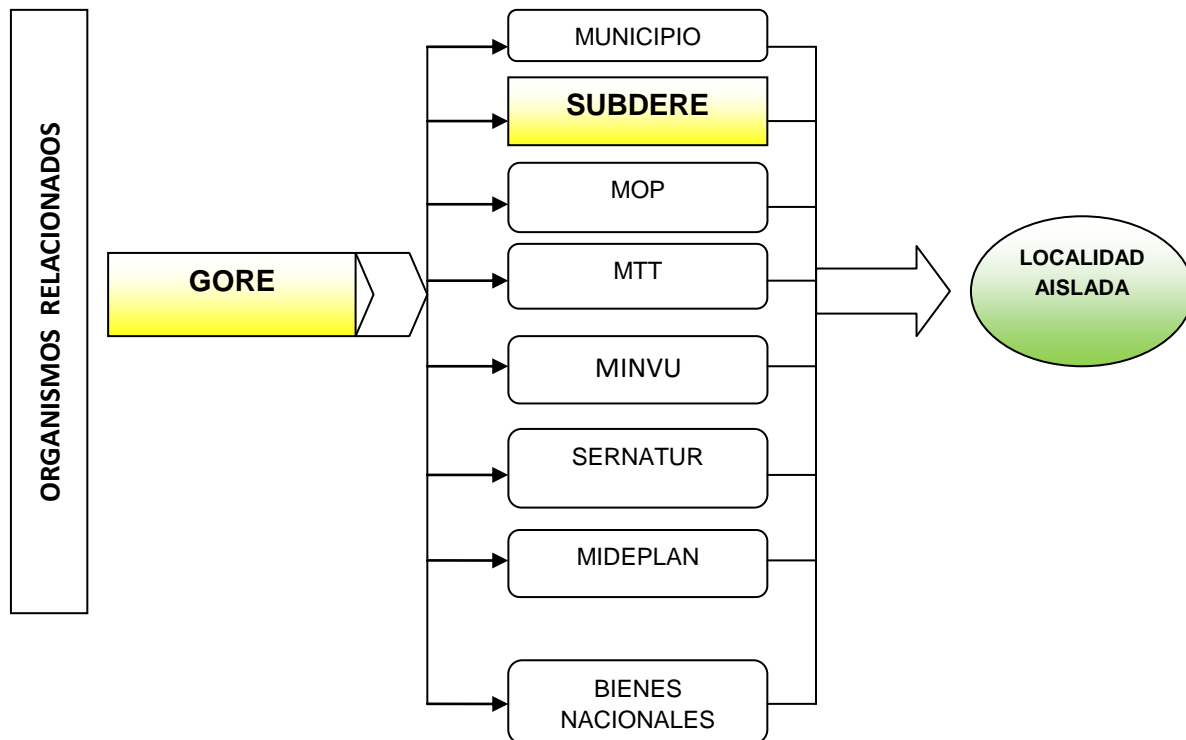 ORGANISMOS RELACIONADOS
GORE
MUNICIPIO
SUBDERE
MOP
MTT
MINVU
SERNATUR
MIDEPLAN
BIENES
NACIONALES
LOCALIDAD
AISLADA